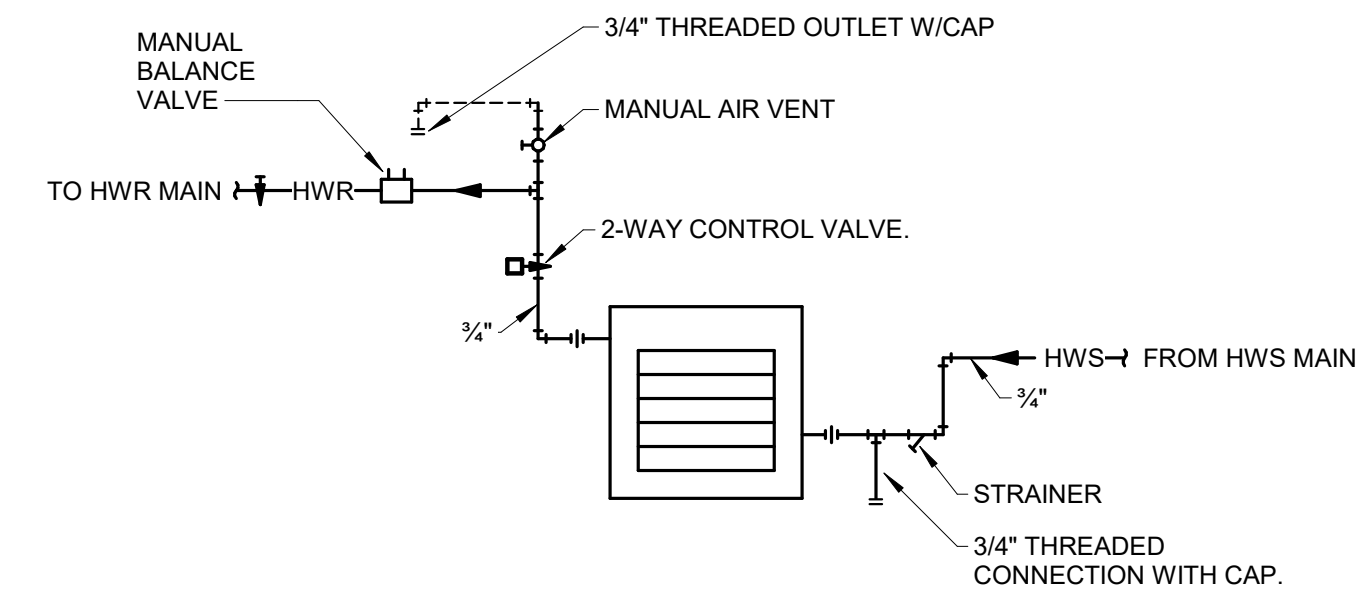 3/4" THREADED OUTLET W/CAP
MANUAL
BALANCE
VALVE
MANUAL AIR VENT
TO HWR MAIN
HWR
2-WAY CONTROL VALVE.
¾"
HWS
FROM HWS MAIN
¾"
STRAINER
3/4" THREADED
CONNECTION WITH CAP.